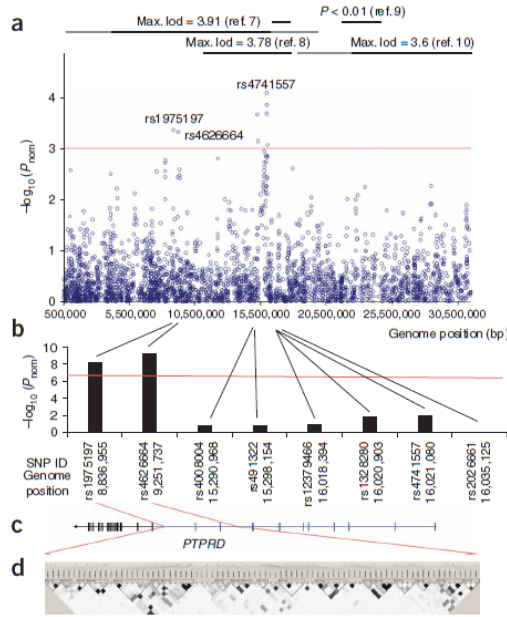 a
P < 0.01 (ref. 9)
Max. lod = 3.91 (ref. 7)
Max. lod = 3.78 (ref. 8)
Max. lod = 3.6 (ref. 10)
rs4741557
rs1975197
rs4626664
–log10 (Pnom)
4
3
2
1
0
500,000
5,500,000
10,500,000
15,500,000
20,500,000
25,500,000
30,500,000
Genome position (bp)
b
–log10 (Pnom)
10
8
6
4
2
0
SNP ID
Genome
position
rs1975197
8,836,955
rs4626664
9,251,737
rs4008004
15,290,968
rs491322
15,298,154
rs12379466
16,018,394
rs1328280
16,020,903
rs4741557
16,021,080
rs2026661
16,035,125
c
PTPRD
d